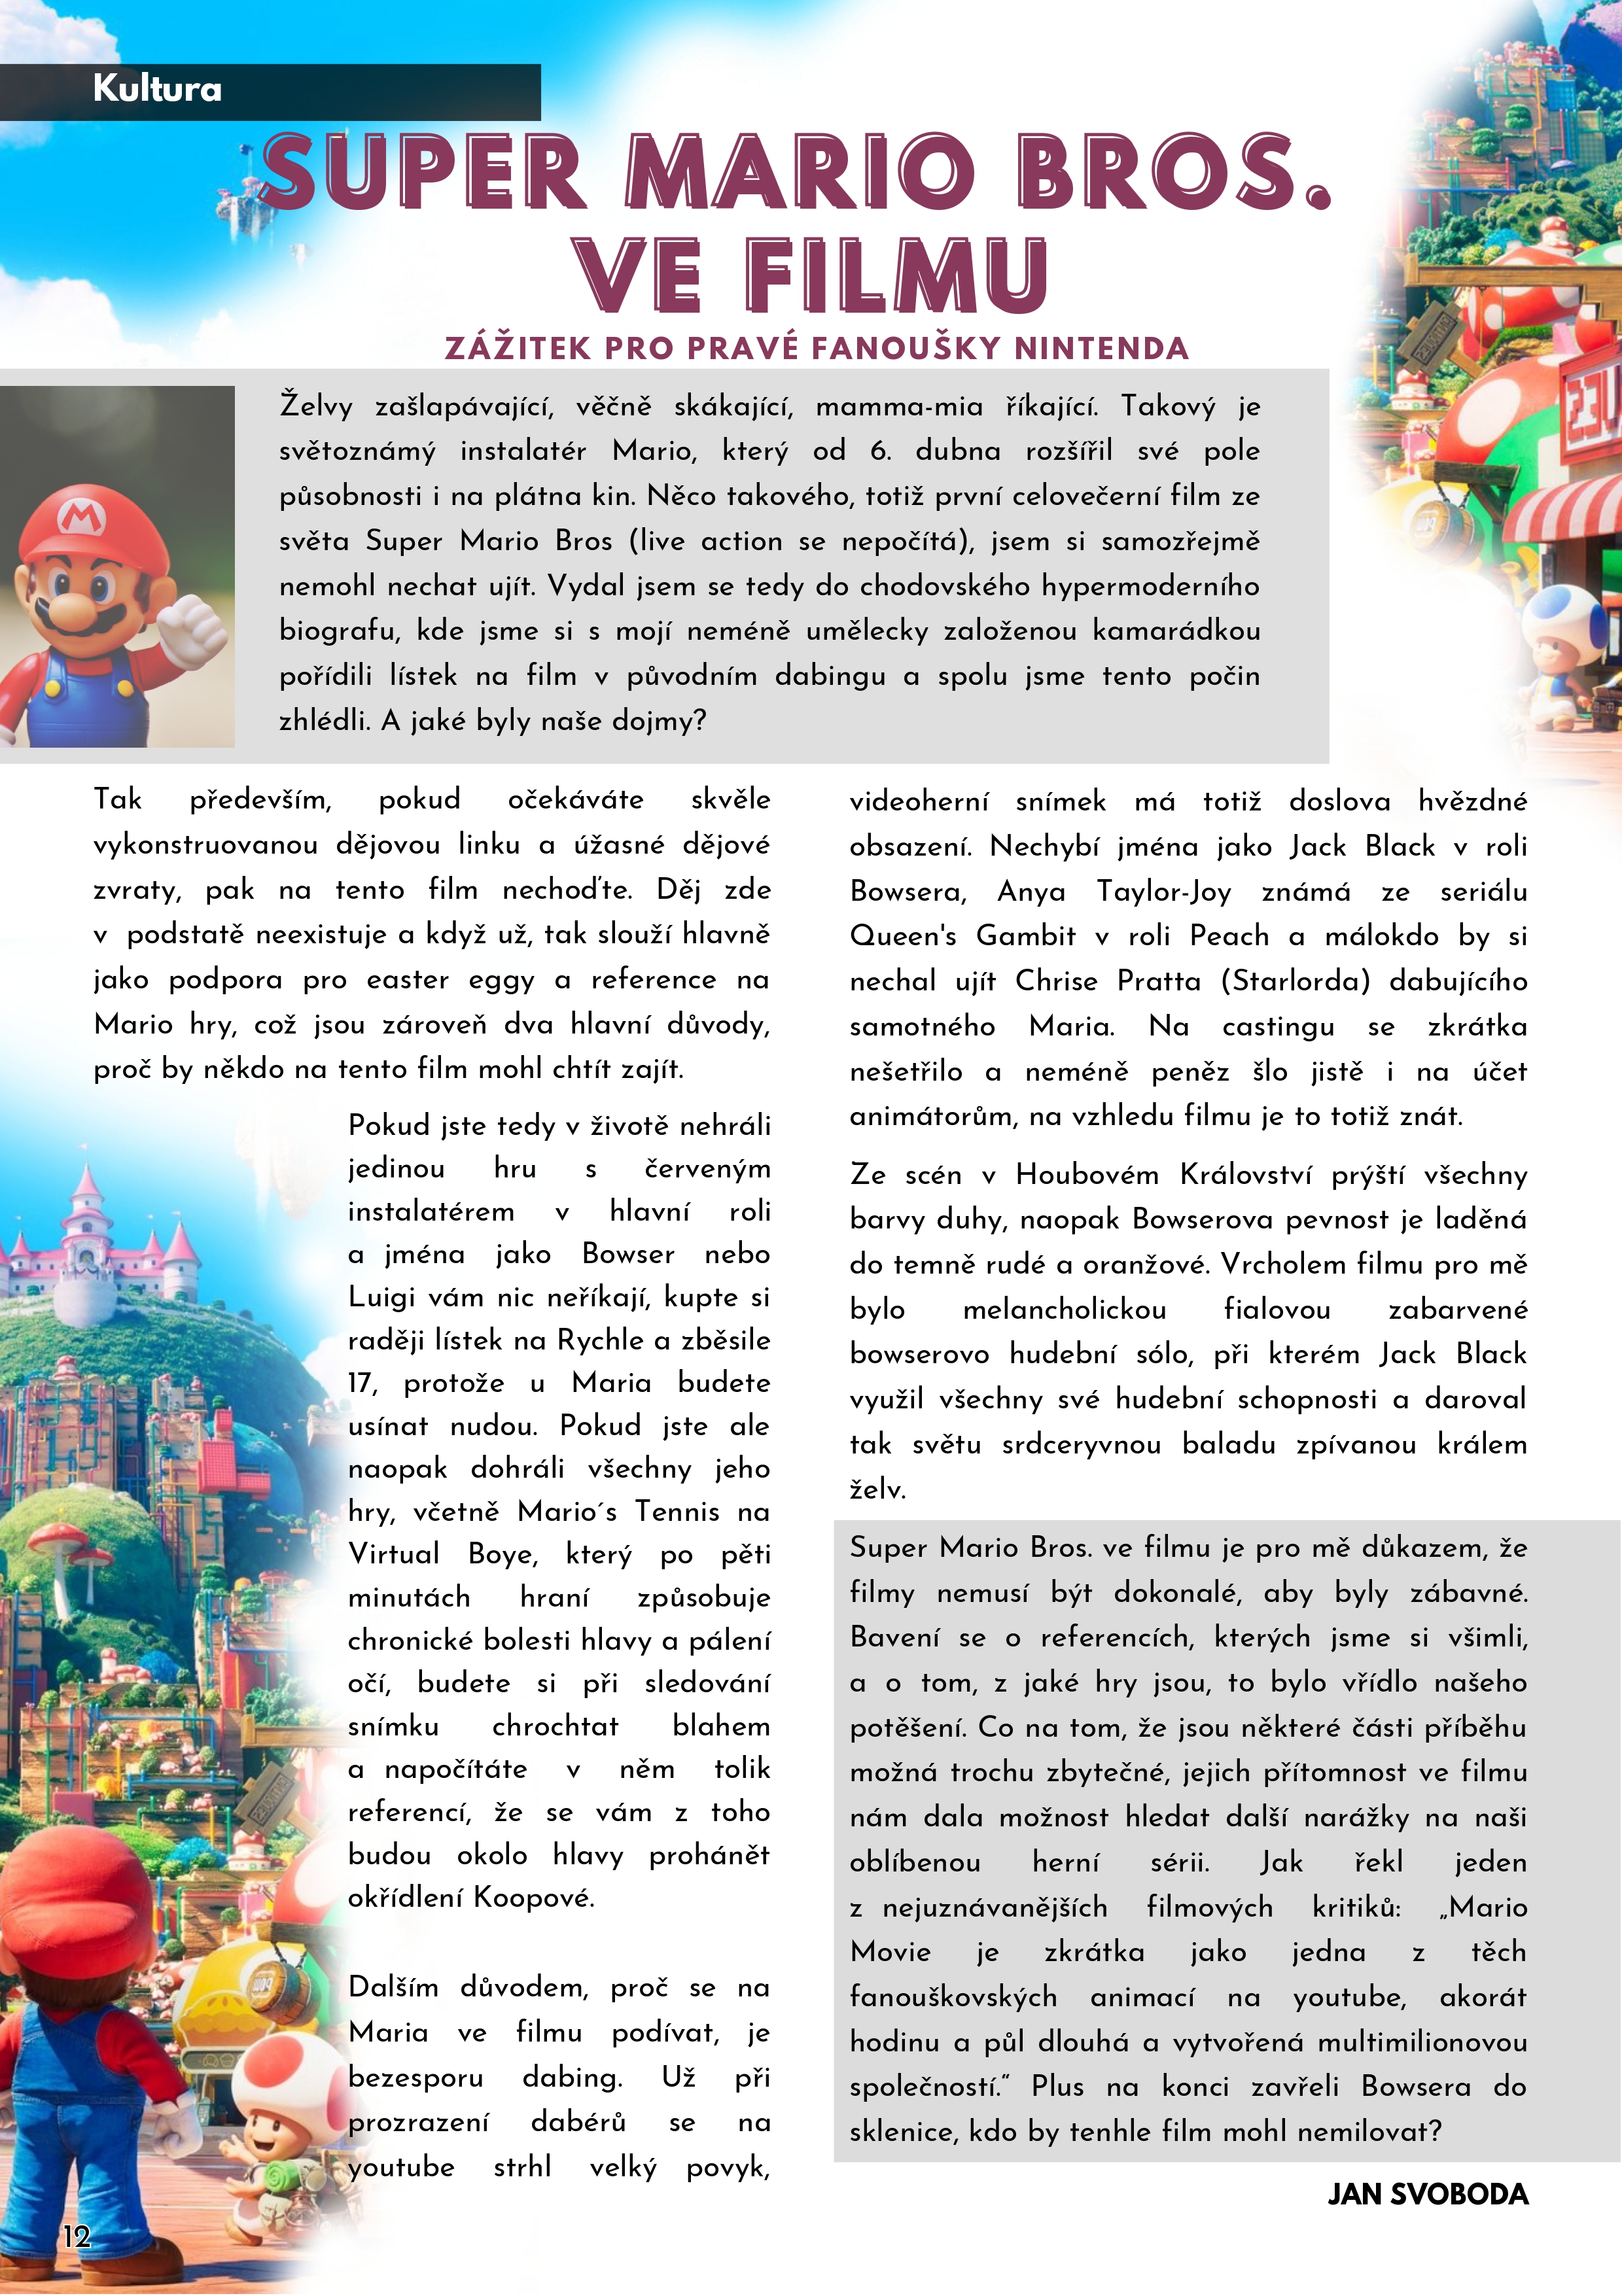 Kultura
SUPER MARIO BROS.
VE FILMU
ZÁŽITEK PRO PRAVÉ FANOUŠKY NINTENDA
Želvy zašlapávající, věčně skákající, mamma-mia říkající. Takový je
světoznámý instalatér Mario, který od 6. dubna rozšířil své pole
působnosti i na plátna kin. Něco takového, totiž první celovečerní film ze
světa Super Mario Bros (live action se nepočítá), jsem si samozřejmě
nemohl nechat ujít. Vydal jsem se tedy do chodovského hypermoderního
biografu, kde jsme si s mojí neméně umělecky založenou kamarádkou
pořídili lístek na film v původním dabingu a spolu jsme tento počin
zhlédli. A jaké byly naše dojmy?
Tak především, pokud očekáváte skvěle
vykonstruovanou dějovou linku a úžasné dějové
zvraty, pak na tento film nechoďte. Děj zde
v podstatě neexistuje a když už, tak slouží hlavně
jako podpora pro easter eggy a reference na
Mario hry, což jsou zároveň dva hlavní důvody,
proč by někdo na tento film mohl chtít zajít.
Pokud jste tedy v životě nehráli
jedinou hru s červeným
instalatérem v hlavní roli
a jména jako Bowser nebo
Luigi vám nic neříkají, kupte si
raději lístek na Rychle a zběsile
17, protože u Maria budete
usínat nudou. Pokud jste ale
naopak dohráli všechny jeho
hry, včetně Mario´s Tennis na
Virtual Boye, který po pěti
minutách hraní způsobuje
chronické bolesti hlavy a pálení
očí, budete si při sledování
snímku chrochtat blahem
a napočítáte v něm tolik
referencí, že se vám z toho
budou okolo hlavy prohánět
okřídlení Koopové.
Dalším důvodem, proč se na
Maria ve filmu podívat, je
bezesporu dabing. Už při
prozrazení dabérů se na
youtube strhl velký povyk,
videoherní snímek má totiž doslova hvězdné
obsazení. Nechybí jména jako Jack Black v roli
Bowsera, Anya Taylor-Joy známá ze seriálu
Queen's Gambit v roli Peach a málokdo by si
nechal ujít Chrise Pratta (Starlorda) dabujícího
samotného Maria. Na castingu se zkrátka
nešetřilo a neméně peněz šlo jistě i na účet
animátorům, na vzhledu filmu je to totiž znát.
Ze scén v Houbovém Království prýští všechny
barvy duhy, naopak Bowserova pevnost je laděná
do temně rudé a oranžové. Vrcholem filmu pro mě
bylo melancholickou fialovou zabarvené
bowserovo hudební sólo, při kterém Jack Black
využil všechny své hudební schopnosti a daroval
tak světu srdceryvnou baladu zpívanou králem
želv.
Super Mario Bros. ve filmu je pro mě důkazem, že
filmy nemusí být dokonalé, aby byly zábavné.
Bavení se o referencích, kterých jsme si všimli,
a o tom, z jaké hry jsou, to bylo vřídlo našeho
potěšení. Co na tom, že jsou některé části příběhu
možná trochu zbytečné, jejich přítomnost ve filmu
nám dala možnost hledat další narážky na naši
oblíbenou herní sérii. Jak řekl jeden
z nejuznávanějších filmových kritiků: „Mario
Movie je zkrátka jako jedna z těch
fanouškovských animací na youtube, akorát
hodinu a půl dlouhá a vytvořená multimilionovou
společností.“ Plus na konci zavřeli Bowsera do
sklenice, kdo by tenhle film mohl nemilovat?
JAN SVOBODA
12